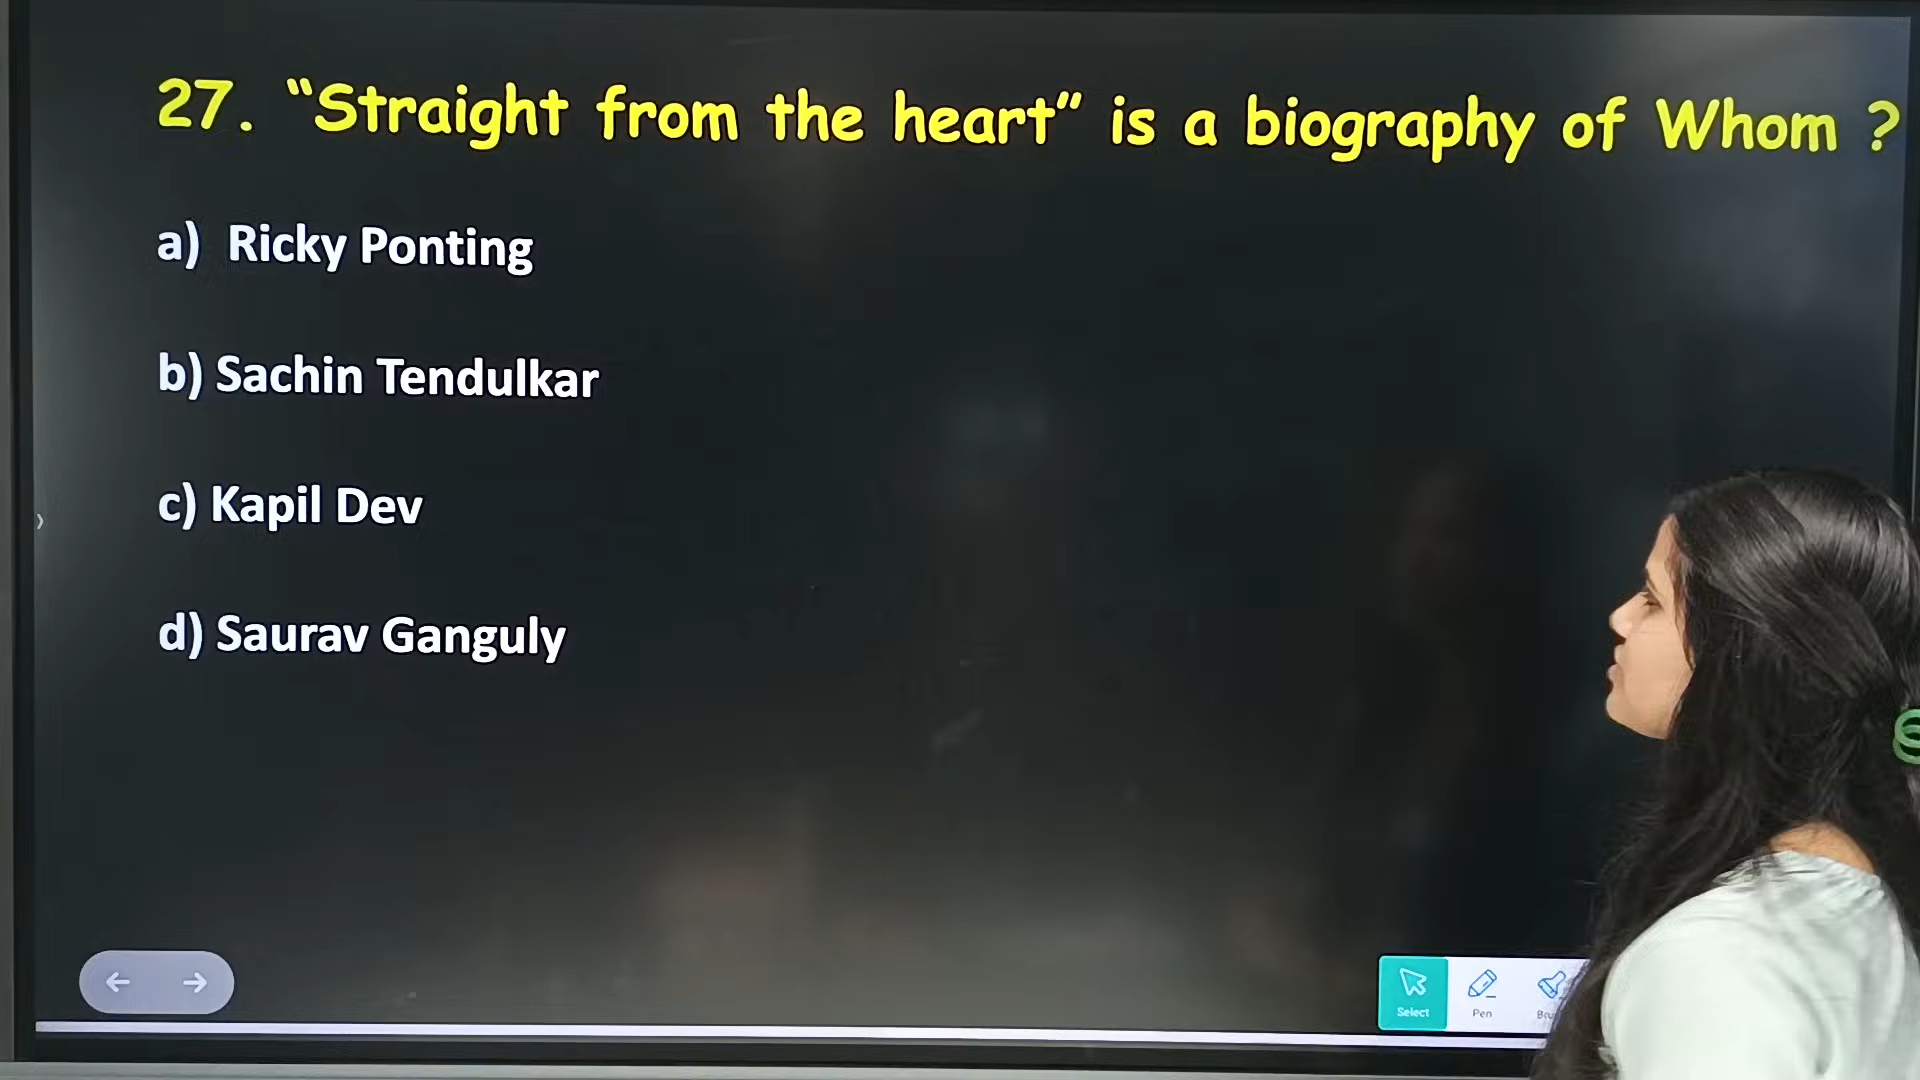 27. “Straight from the heart” is a biography of Whom ?
a) Ricky Ponting
b) Sachin Tendulkar
c) Kapil Dev
d) Saurav Ganguly
Select
Pen